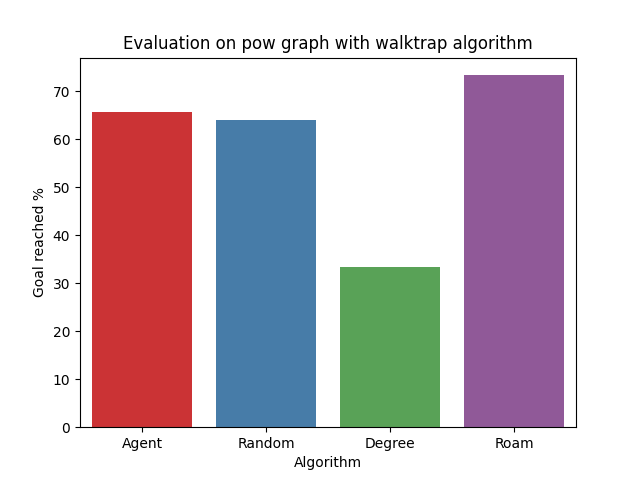 Evaluation on pow graph with walktrap algorithm
Goal reached %
70
60
50
40
30
20
10
0
Agent Random Degree Roam
Algorithm